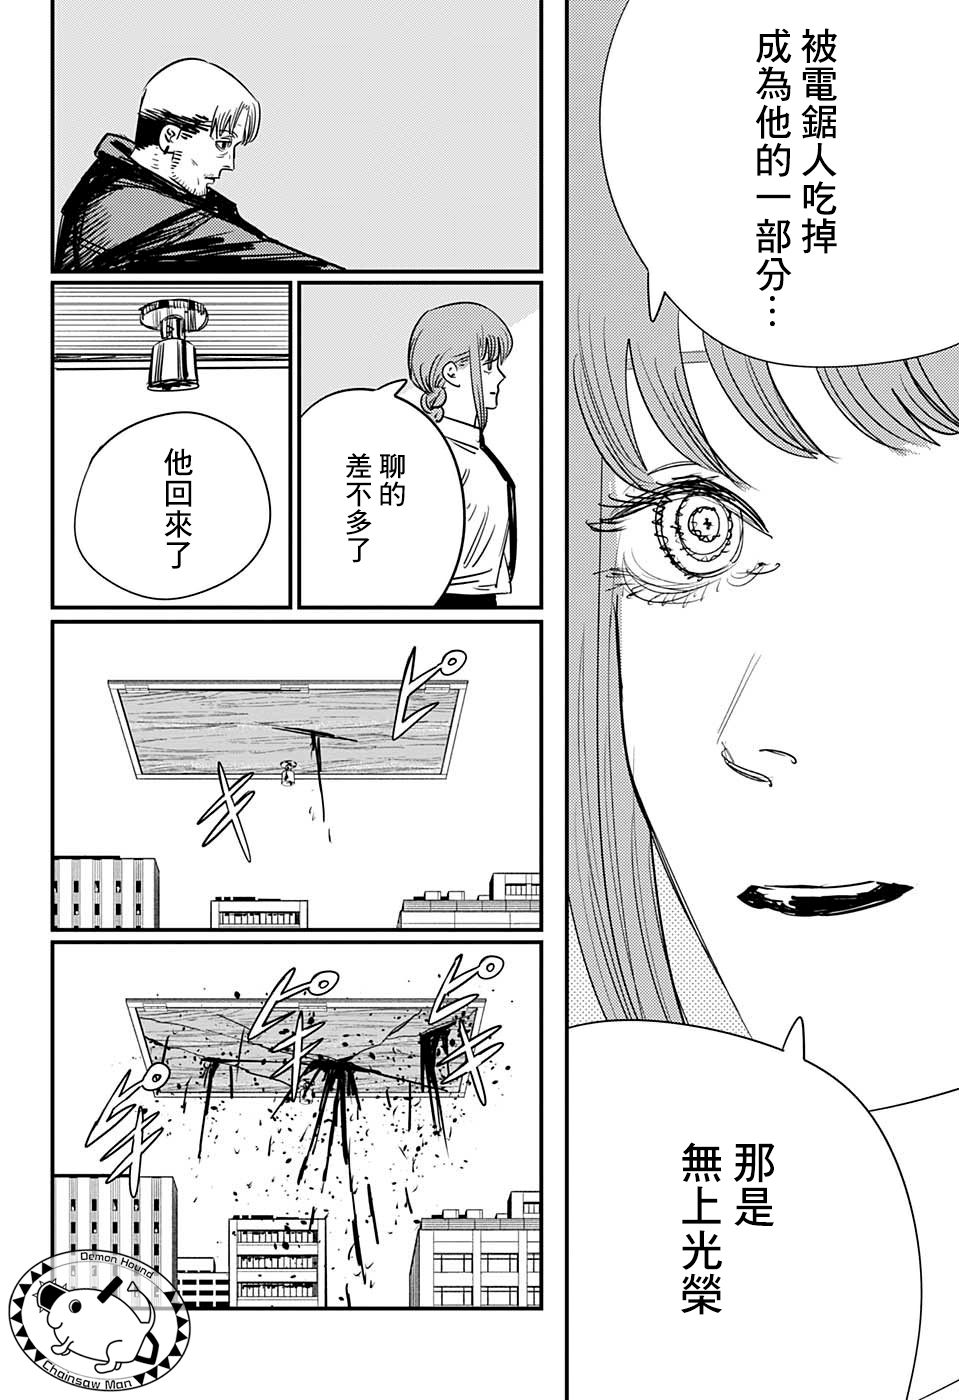 被電鋸人吃掉
成為他的一部分…
那是
無上光榮
聊的
差不多了
他回來了
ピ
キ
ピ
ピ
ピ
キ
Demon Hound
Chainsaw Man